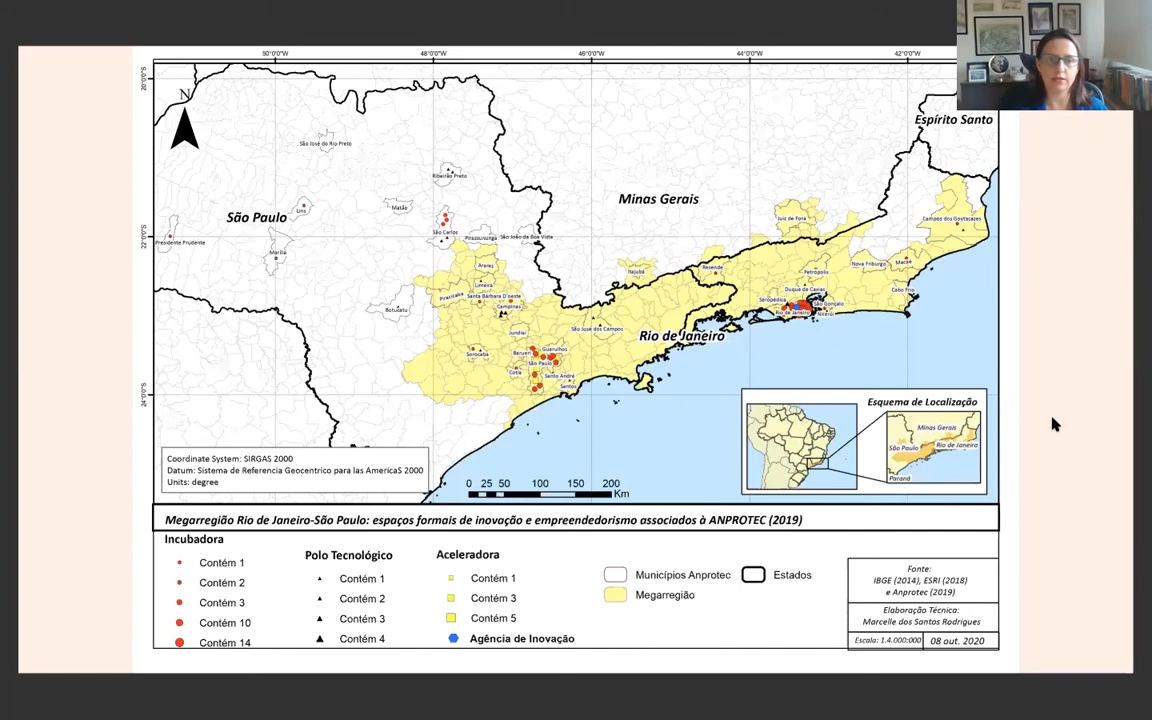 50°0'0"W 48°0'0"W 46°0'0"W 44°0'0"W 42°0'0"W
20°0'0"S
22°0'0"S
24°0'0"S
N
Espírito Santo
Minas Gerais
São Paulo
Rio de Janeiro
São José do Rio Preto
Ribeirão Preto
Lins
Matão
São Carlos
Pirassununga
São João da Boa Vista
Presidente Prudente
Marília
Araras
Limeira
Piracicaba
Santa Bárbara D'oeste
Campinas
Botucatu
Jundiaí
Sorocaba
Barueri
Guarulhos
São Paulo
Cotia
Santo André
Santos
São José dos Campos
Itajubá
Resende
Juiz de Fora
Petrópolis
Duque de Caxias
Seropédica
São Gonçalo
Rio de Janeiro
Niterói
Nova Friburgo
Macaé
Cabo Frio
Campos dos Goytacazes
Esquema de Localização
Minas Gerais
São Paulo
Rio de Janeiro
Paraná
Coordinate System: SIRGAS 2000
Datum: Sistema de Referencia Geocentrico para las AmericaS 2000
Units: degree
0 25 50 100 150 200
Km
Megarregião Rio de Janeiro-São Paulo: espaços formais de inovação e empreendedorismo associados à ANPROTEC (2019)
Incubadora
Contém 1
Contém 2
Contém 3
Contém 10
Contém 14
Polo Tecnológico
Contém 1
Contém 2
Contém 3
Contém 4
Aceleradora
Contém 1
Contém 3
Contém 5
Agência de Inovação
Municípios Anprotec
Estados
Megarregião
Fonte:
IBGE (2014), ESRI (2018)
e Anprotec (2019)
Elaboração Técnica:
Marcelle dos Santos Rodrigues
Escala: 1.4.000:000
08 out. 2020